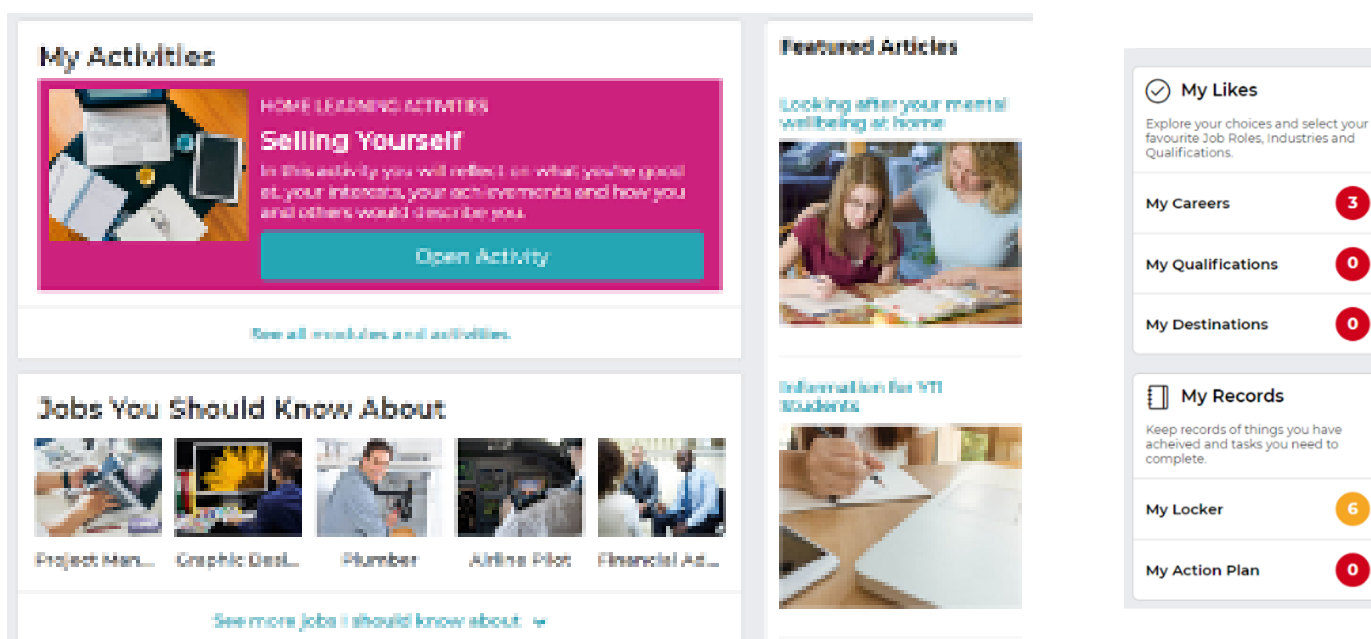 My Activities
HOME LEARNING ACTIVITIES
Selling Yourself
In this activity you will reflect on what you're good
at, your interests, your achievements and how you
and others would describe you.
Open Activity
See all modules and activities.
Jobs You Should Know About
Project Man...
Graphic Desi...
Plumber
Airline Pilot
Financial Ad...
See more jobs I should know about
Featured Articles
Looking after your mental
wellbeing at home
Information for YTI
Students
My Likes
Explore your choices and select your
favourite Job Roles, Industries and
Qualifications.
My Careers 3
My Qualifications 0
My Destinations 0
My Records
Keep records of things you have
acheived and tasks you need to
complete.
My Locker 6
My Action Plan 0